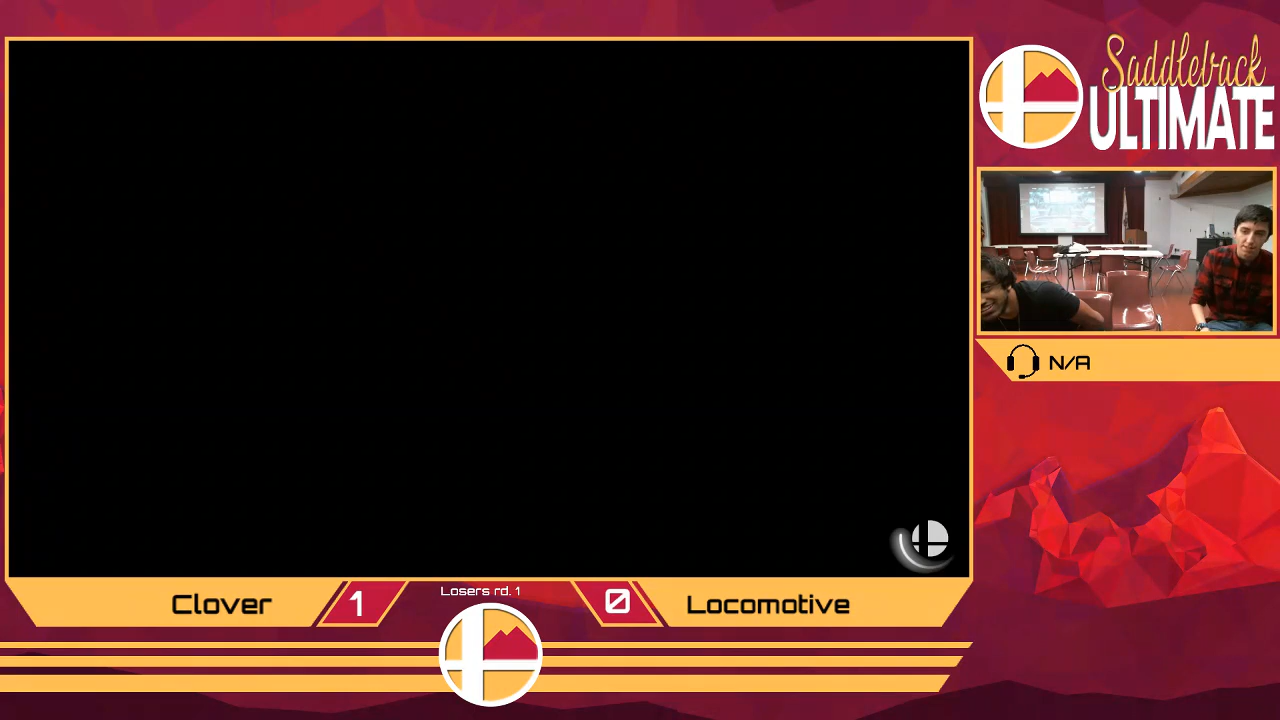 Saddleback
ULTIMATE
N/A
Clover
1
Losers rd. 1
0
Locomotive